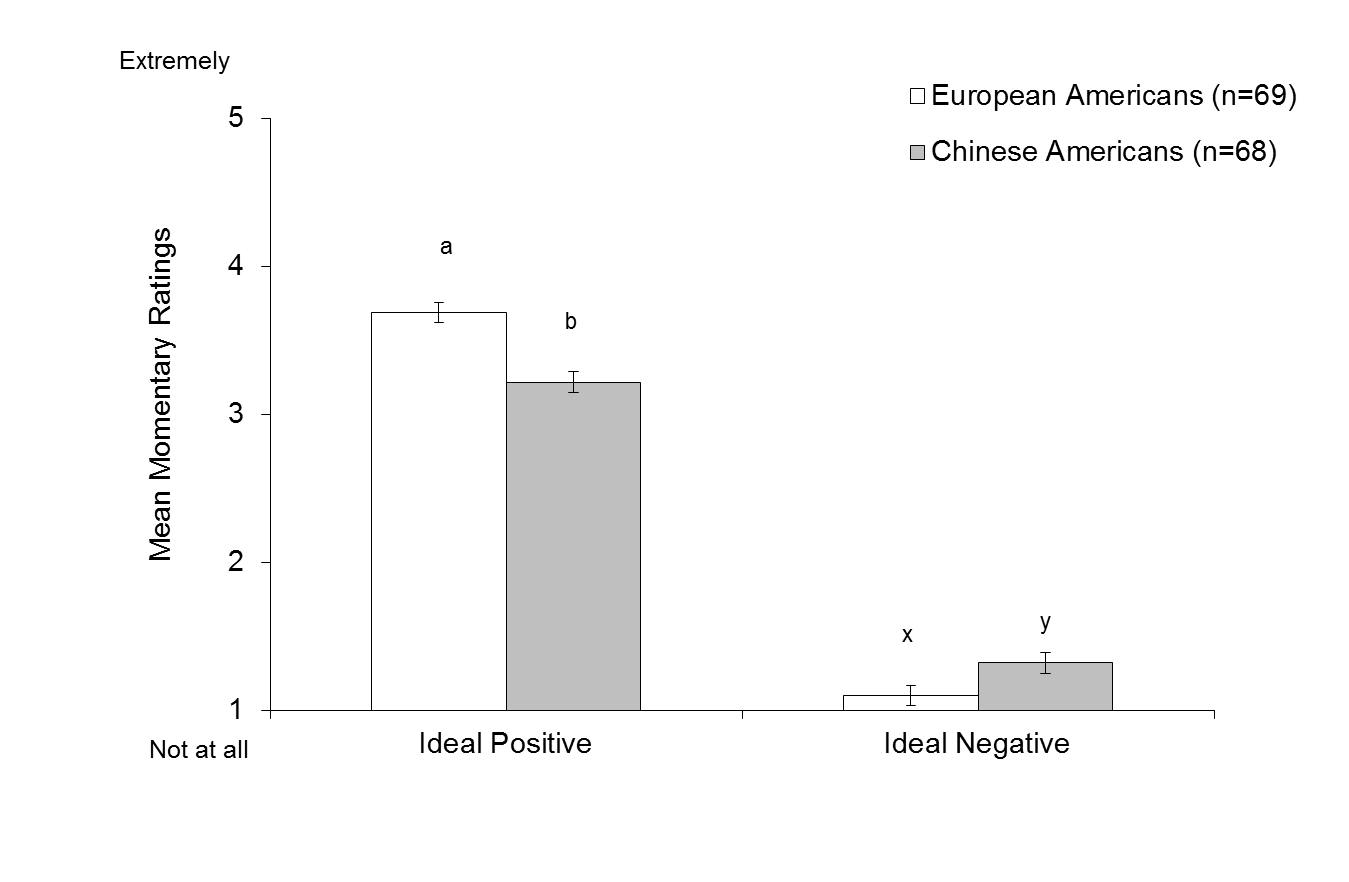 Extremely
European Americans (n=69)
Chinese Americans (n=68)
5
4
3
2
1
Mean Momentary Ratings
a
b
x
y
Not at all
Ideal Positive
Ideal Negative